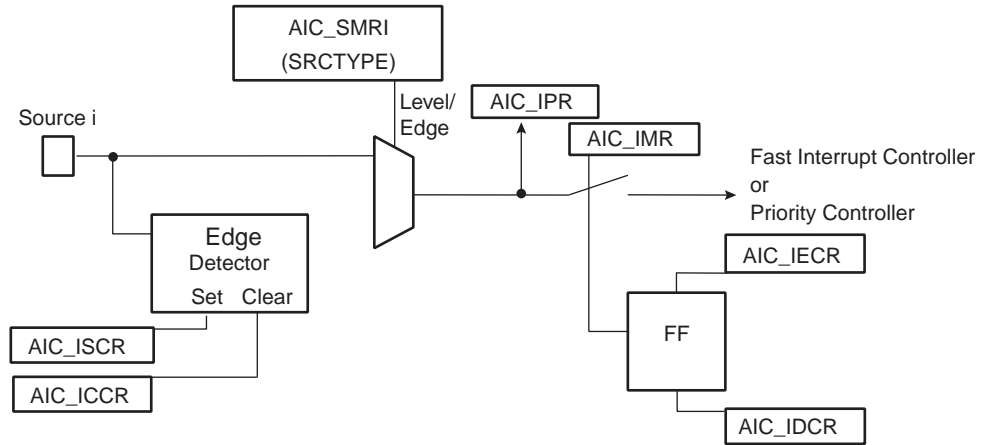 AIC_SMRI
(SRCTYPE)
Level/
Edge
AIC_IPR
AIC_IMR
Source i
Fast Interrupt Controller
or
Priority Controller
Edge
Detector
Set Clear
AIC_IECR
FF
AIC_ISCR
AIC_ICCR
AIC_IDCR